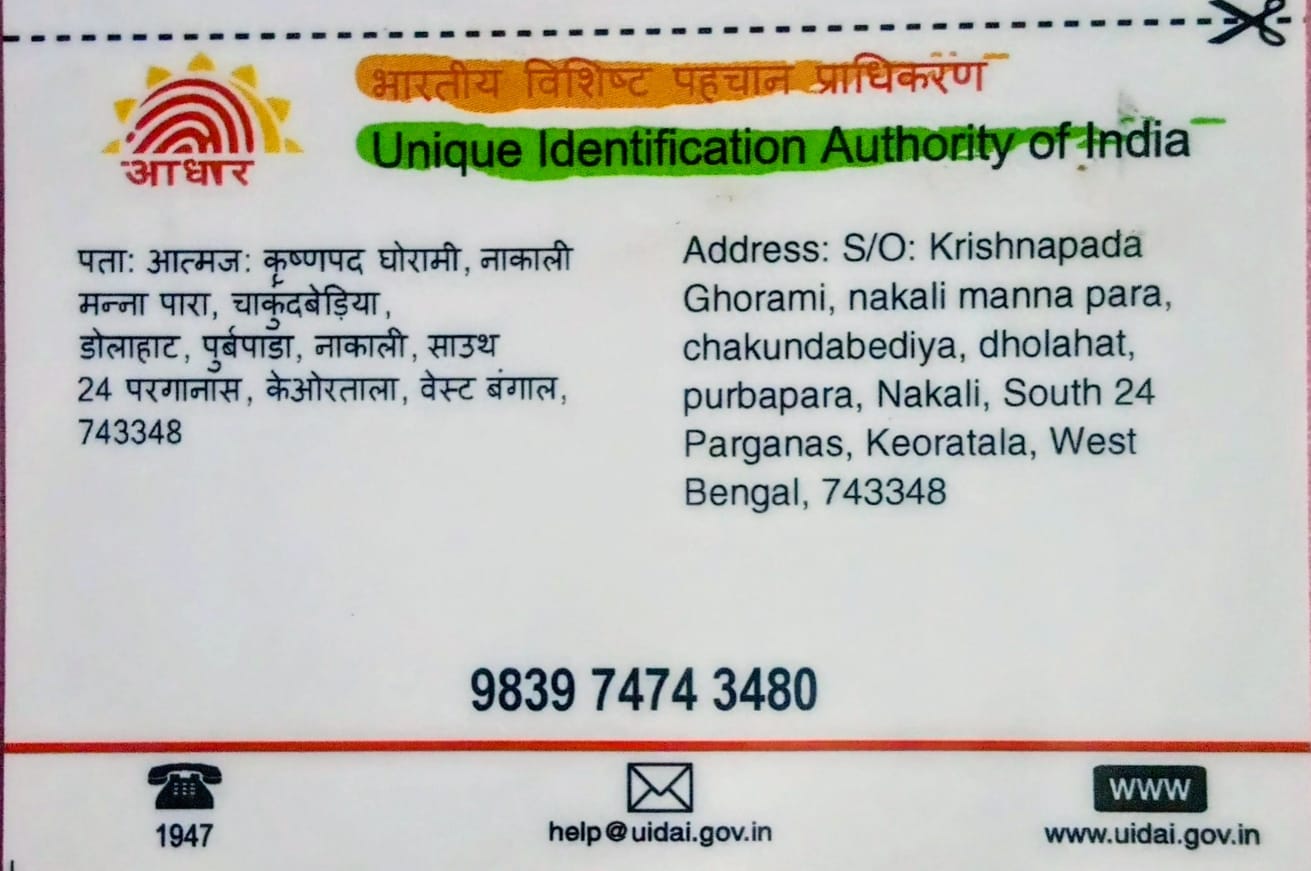 आधार
भारतीय विशिष्ट पहचान प्राधिकरण
Unique Identification Authority of India
पता: आत्मज: कृष्णपद घोरामी, नाकाली
मन्ना पारा, चाकुंदबेड़िया,
डोलाहाट, पुर्बपाडा, नाकाली, साउथ
24 परगानास, केओरताला, वेस्ट बंगाल,
743348
Address: S/O: Krishnapada
Ghorami, nakali manna para,
chakundabediya, dholahat,
purbapara, Nakali, South 24
Parganas, Keoratala, West
Bengal, 743348
9839 7474 3480
1947
help@uidai.gov.in
www
www.uidai.gov.in